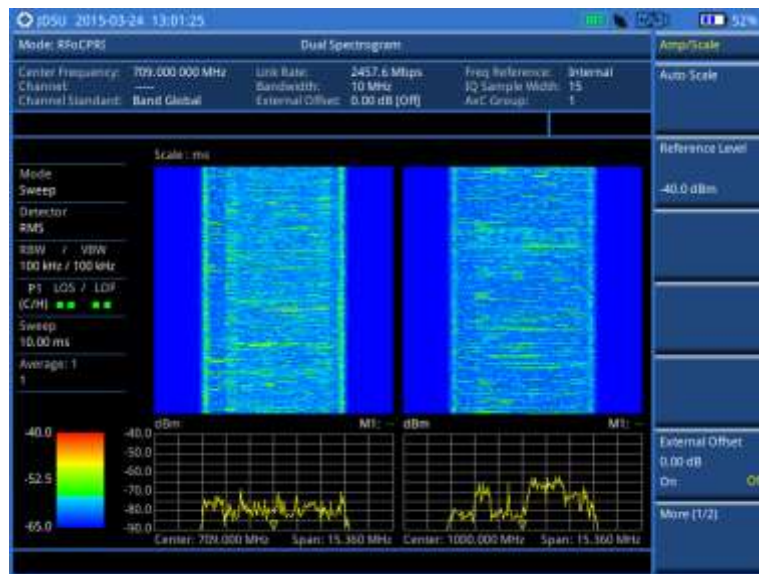 JDSU 2015-03-24 13:01:25
52%
Mode: RFoCPRI
Dual Spectrogram
Amp/Scale
Center Frequency: 709.000 000 MHz
Link Rate: 2457.6 Mbps
Freq Reference: Internal
Channel: ----
Bandwidth: 10 MHz
IQ Sample Width: 15
Channel Standard: Band Global
External Offset: 0.00 dB [Off]
AxC Group: 1
Auto Scale
Scale : ms
Reference Level
-40.0 dBm
Mode
Sweep
Detector
RMS
RBW / VBW
100 kHz / 100 kHz
P1 LOS / LOF
(C/H)
Sweep
10.00 ms
Average: 1
1
dBm M1: --
dBm M1: --
-40.0
-52.5
-65.0
-40.0
-50.0
-60.0
-70.0
-80.0
-90.0
Center: 709.000 MHz Span: 15.360 MHz
Center: 1000.000 MHz Span: 15.360 MHz
External Offset
0.00 dB
On
More (1/2)